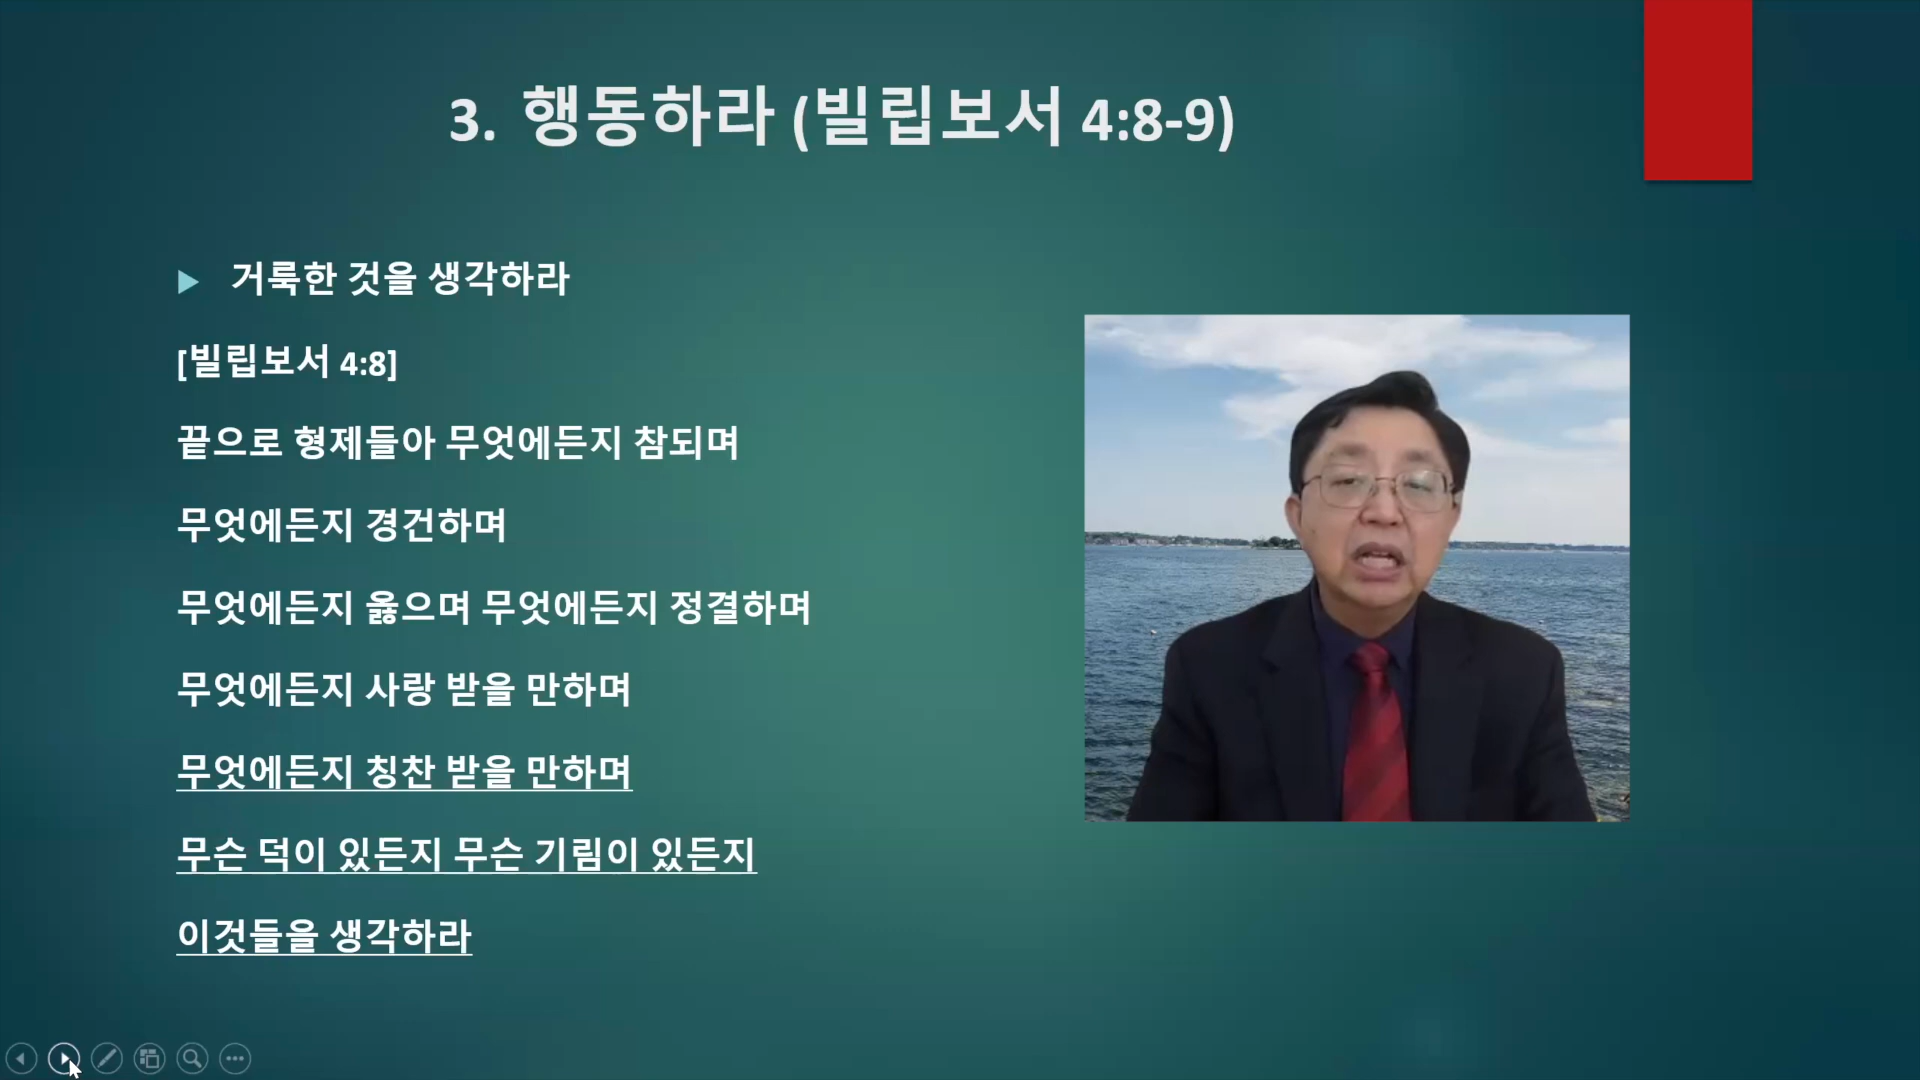 3. 행동하라 (빌립보서 4:8-9)
거룩한 것을 생각하라
[빌립보서 4:8]
끝으로 형제들아 무엇에든지 참되며
무엇에든지 경건하며
무엇에든지 옳으며 무엇에든지 정결하며
무엇에든지 사랑 받을 만하며
무엇에든지 칭찬 받을 만하며
무슨 덕이 있든지 무슨 기림이 있든지
이것들을 생각하라